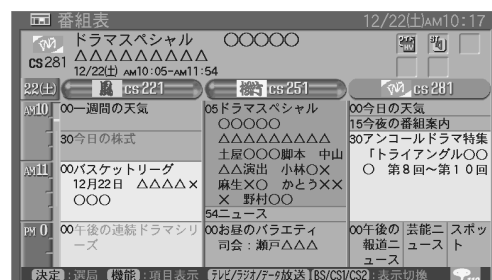 番組表 12/22(土)AM10:17
ドラマスペシャル ○○○○○
CS281 △△△△△△△△△
12/22(土) AM10:05-AM11:54
22(土) CS221 CS251 CS281
AM10 00一週間の天気
30今日の株式
AM11 00バスケットリーグ
12月22日 △△△△×
○○○
PM 0 00午後の連続ドラマシリ
ーズ
05ドラマスペシャル
○○○○○
△△△△△△△△△
土屋○○○脚本 中山
△△演出 小林○×
麻生×○ かとう××
× 野村○○
54ニュース
00お昼のバラエティ
司会:瀬戸△△△
00今日の天気
15今夜の番組案内
30アンコールドラマ特集
「トライアングル○○
○ 第8回〜第10回
00午後の
報道ニ
ュース
芸能ニ
ュース
スポッ
ト
決定:選局 機能:項目表示 テレビ/ラジオ/データ放送 BS/CS1/CS2:表示切換